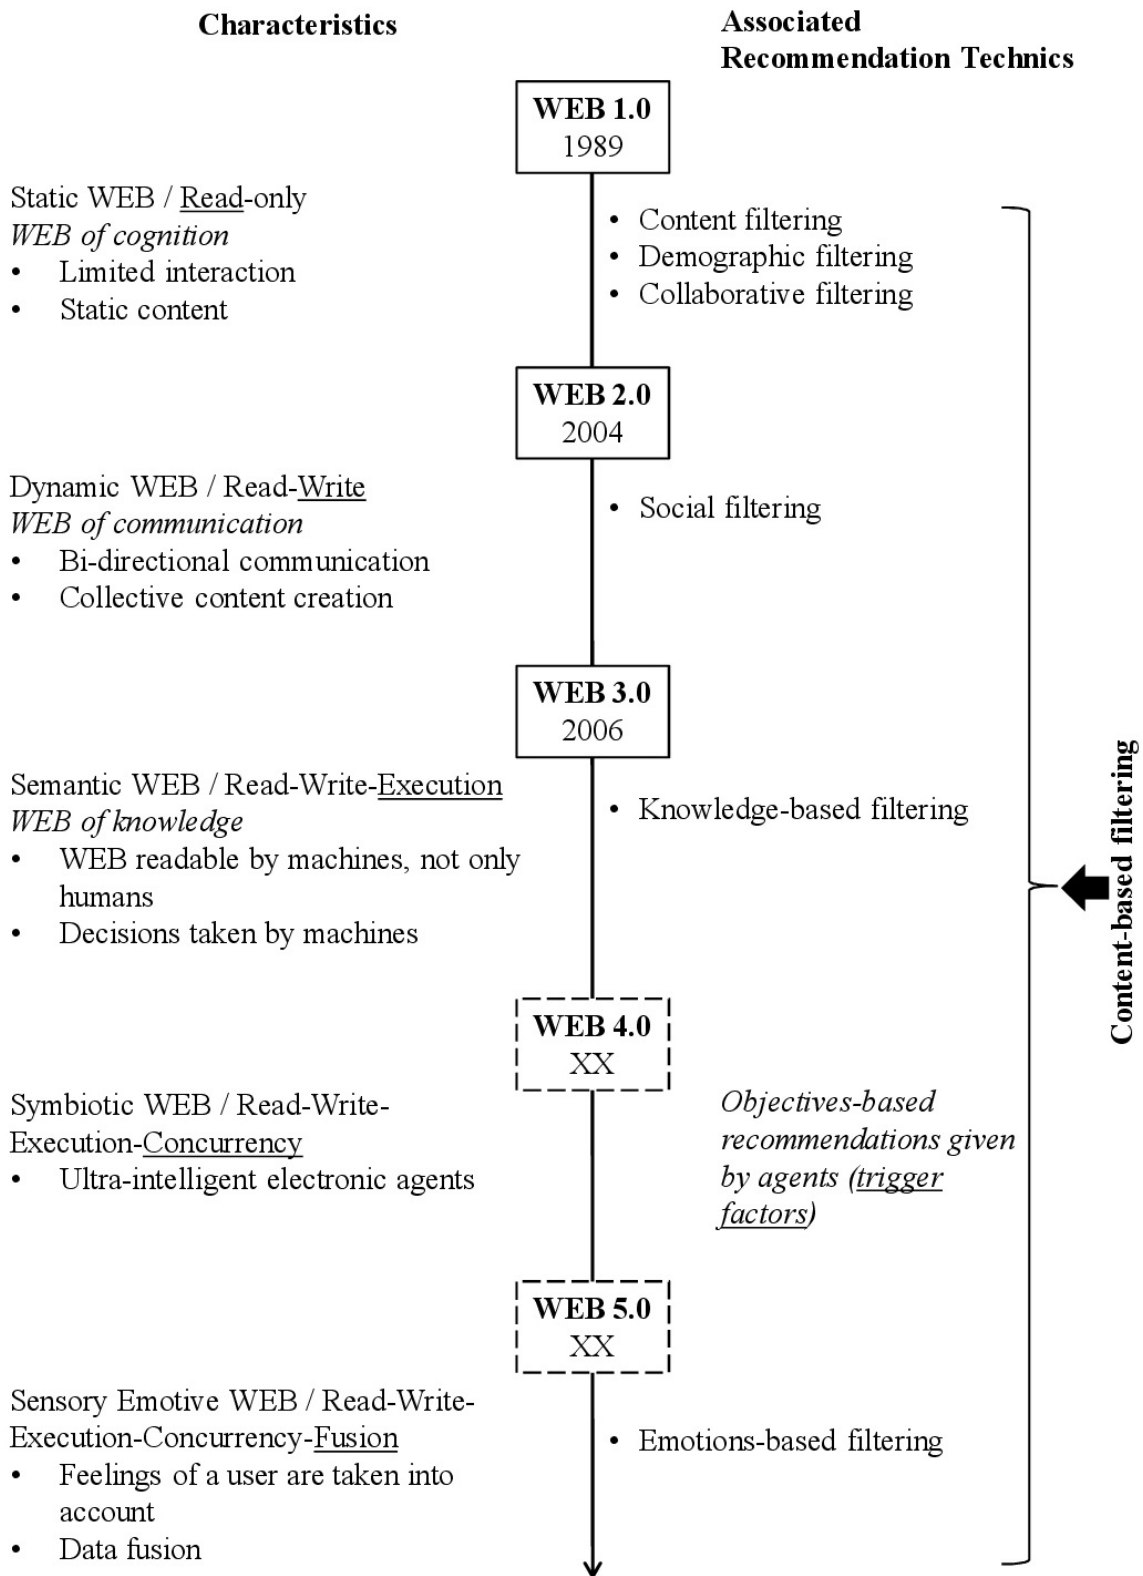 Characteristics
Associated
Recommendation Technics
WEB 1.0
1989
Static WEB / Read-only
WEB of cognition
• Limited interaction
• Static content
• Content filtering
• Demographic filtering
• Collaborative filtering
WEB 2.0
2004
Dynamic WEB / Read-Write
WEB of communication
• Bi-directional communication
• Collective content creation
• Social filtering
WEB 3.0
2006
Semantic WEB / Read-Write-Execution
WEB of knowledge
• WEB readable by machines, not only
humans
• Decisions taken by machines
• Knowledge-based filtering
WEB 4.0
XX
Symbiotic WEB / Read-Write-
Execution-Concurrency
• Ultra-intelligent electronic agents
Objectives-based
recommendations given
by agents (trigger
factors)
WEB 5.0
XX
Sensory Emotive WEB / Read-Write-
Execution-Concurrency-Fusion
• Feelings of a user are taken into
account
• Data fusion
• Emotions-based filtering
Content-based filtering